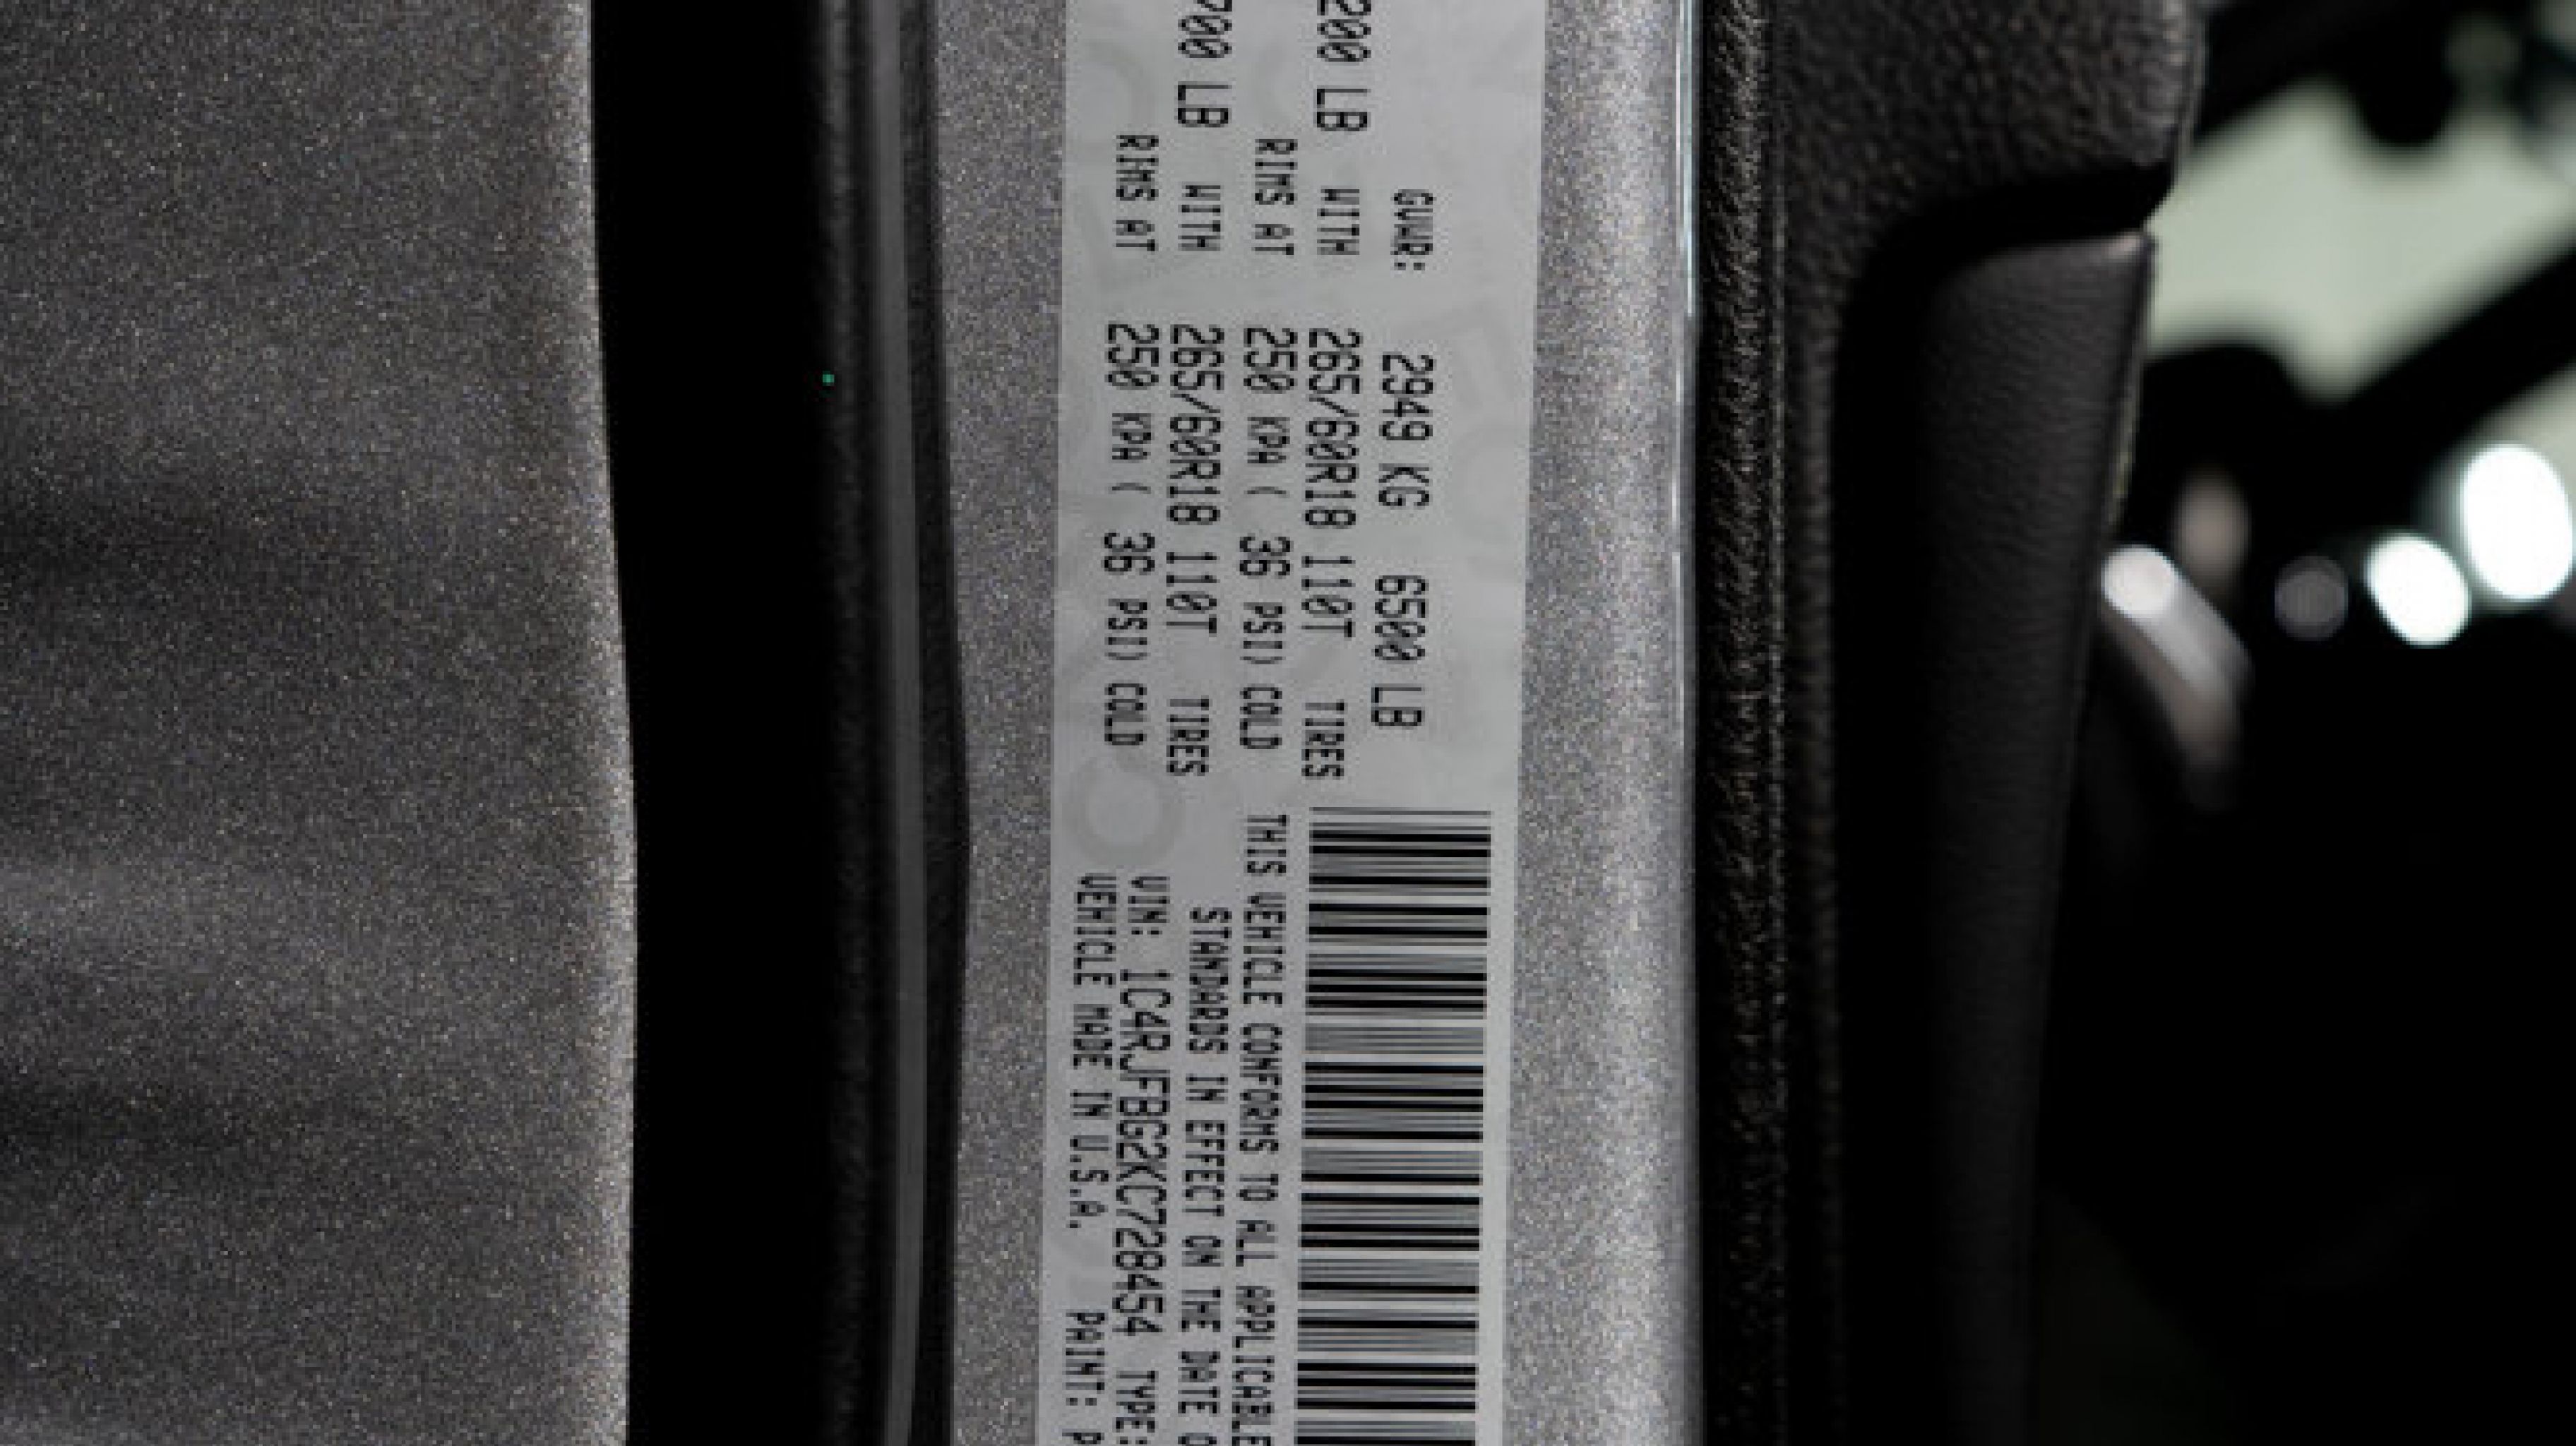 GVWR: 2949 KG 6500 LB
200 LB WITH 265/60R18 110T TIRES
RIMS AT 250 KPA ( 36 PSI) COLD
700 LB WITH 265/60R18 110T TIRES
RIMS AT 250 KPA ( 36 PSI) COLD
THIS VEHICLE CONFORMS TO ALL APPLICABLE
STANDARDS IN EFFECT ON THE DATE O
VIN: 1C4RJFBG2KC728454 TYPE:
VEHICLE MADE IN U.S.A. PAINT: P